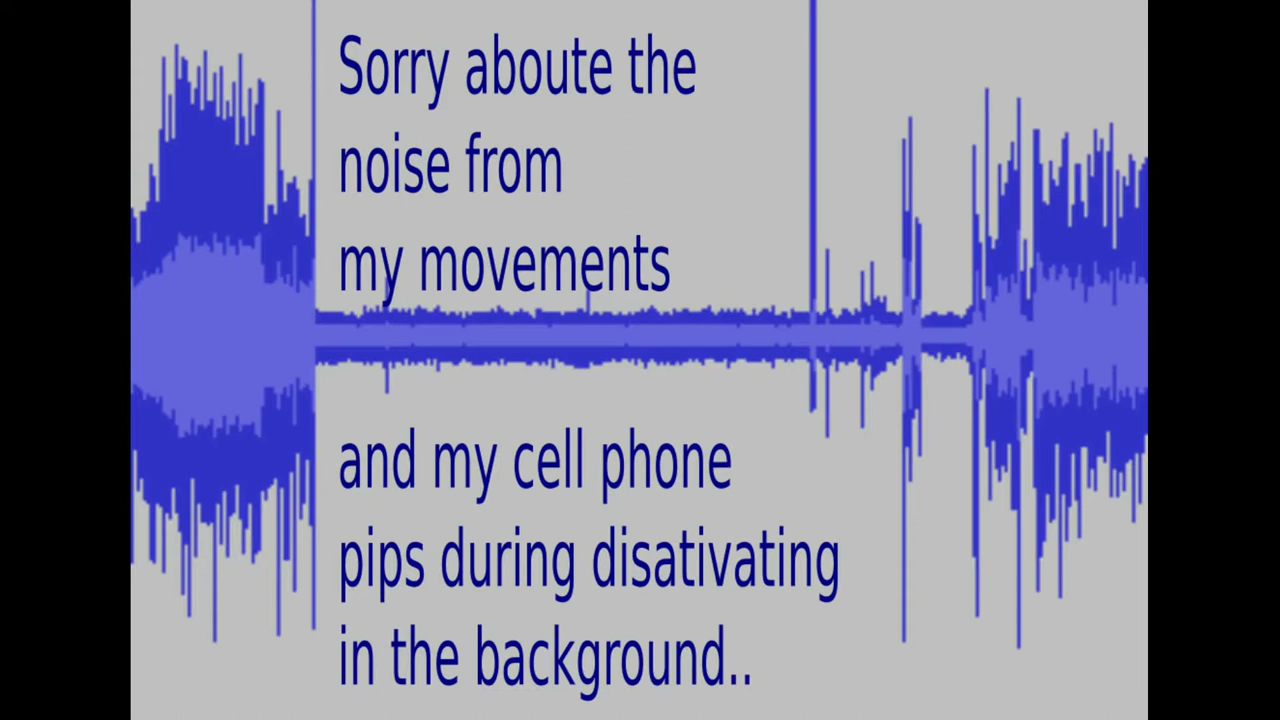 Sorry aboute the
noise from
my movements
and my cell phone
pips during disativating
in the background..